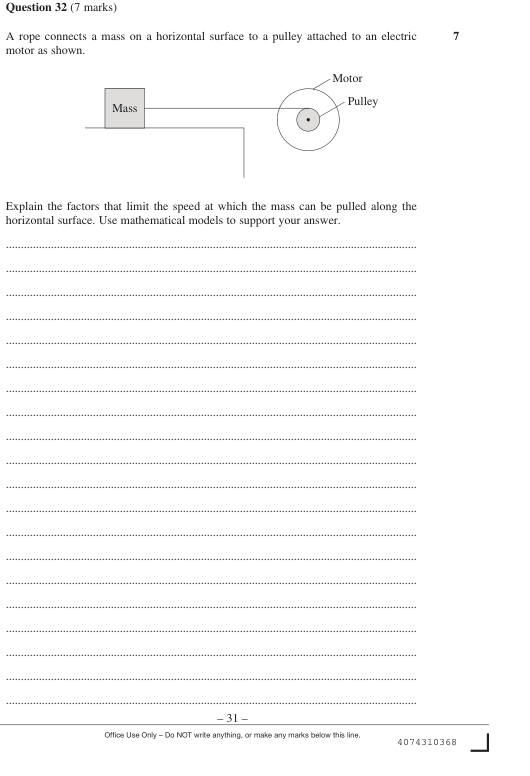 Question 32 (7 marks)
A rope connects a mass on a horizontal surface to a pulley attached to an electric 7
motor as shown.
Motor
Pulley
Mass
Explain the factors that limit the speed at which the mass can be pulled along the
horizontal surface. Use mathematical models to support your answer.
– 31 –
Office Use Only – Do NOT write anything, or make any marks below this line.
4074310368